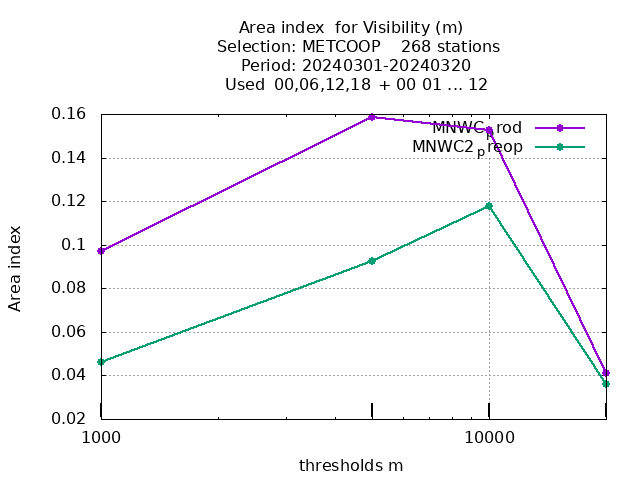 Area index  for Visibility (m)
Selection: METCOOP    268 stations
Period: 20240301-20240320
Used  00,06,12,18  + 00 01 ... 12
0.16
MNWC_prod
0.14
MNWC2_preop
0.12
0.1
0.08
0.06
0.04
0.02
Area index
1000
10000
thresholds m